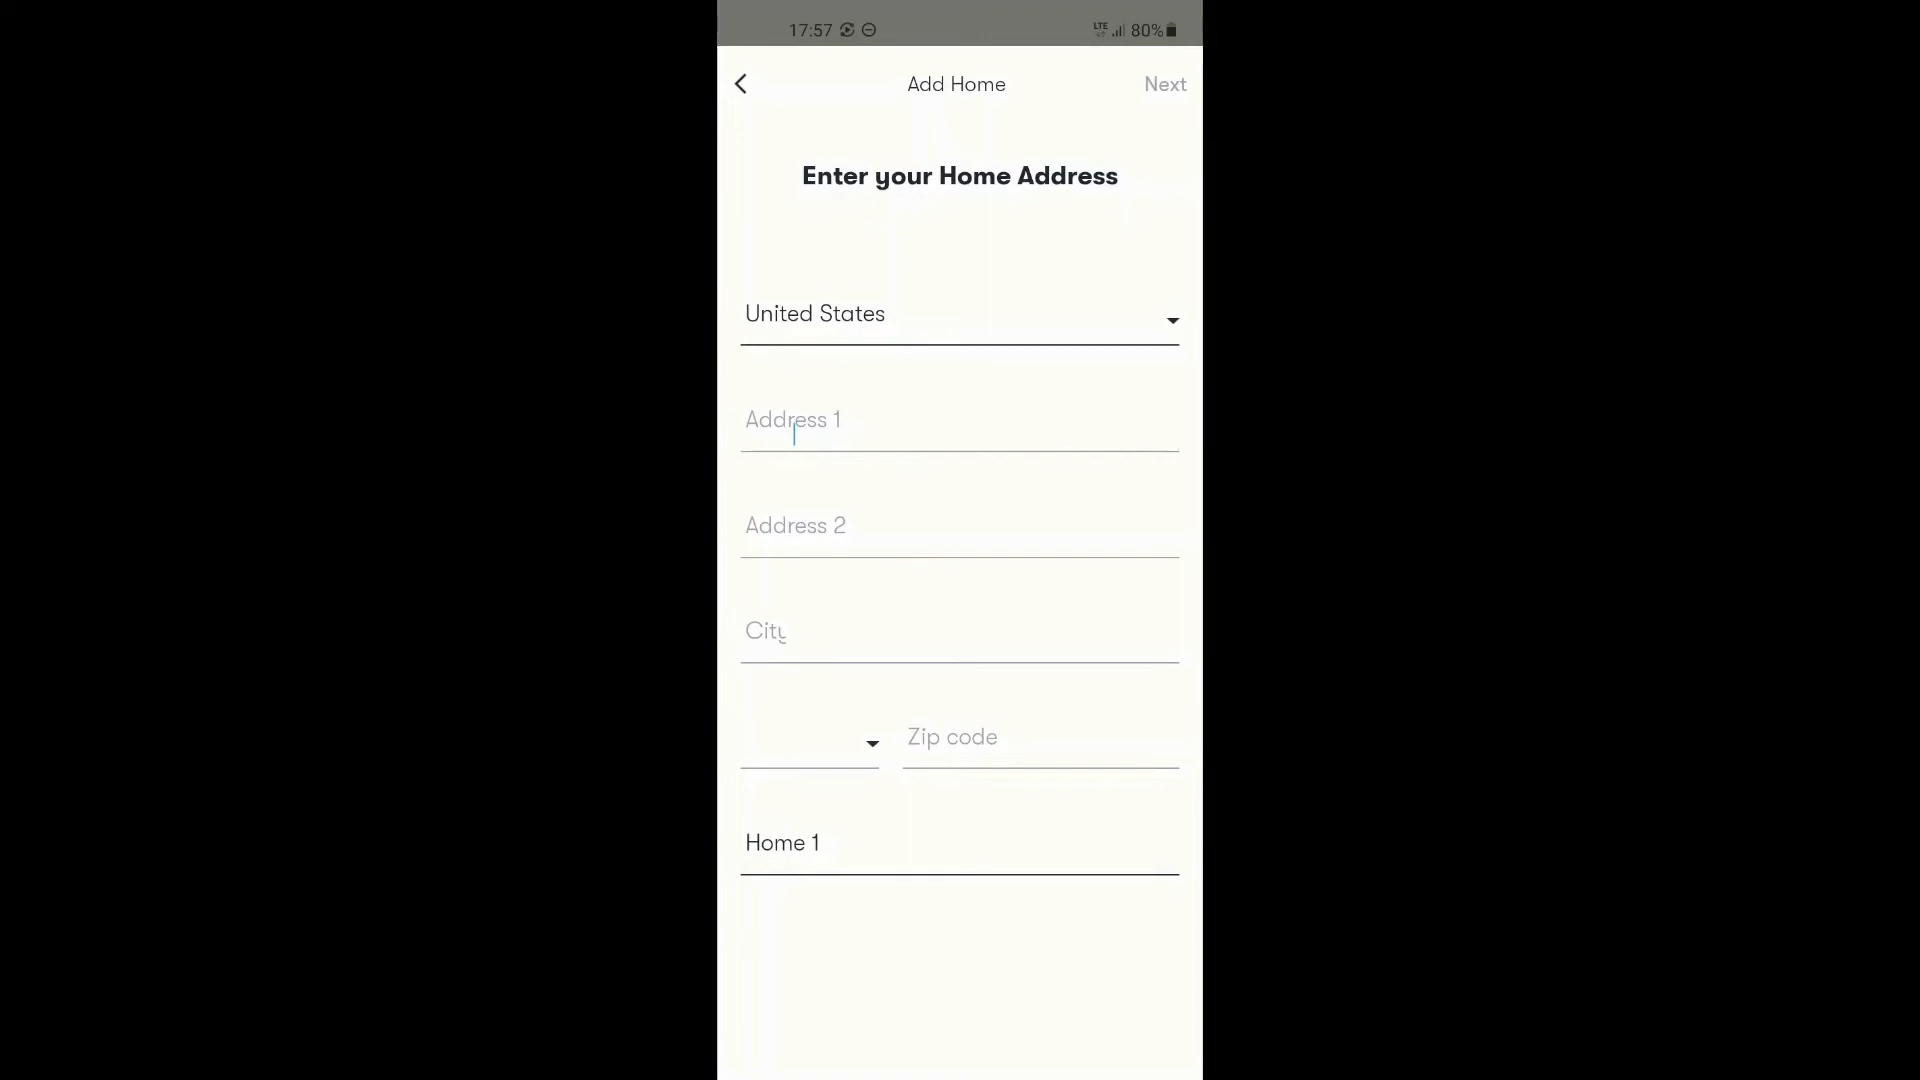 17:57 LTE 80%
Add Home Next
Enter your Home Address
United States
Address 1
Address 2
City
Zip code
Home 1